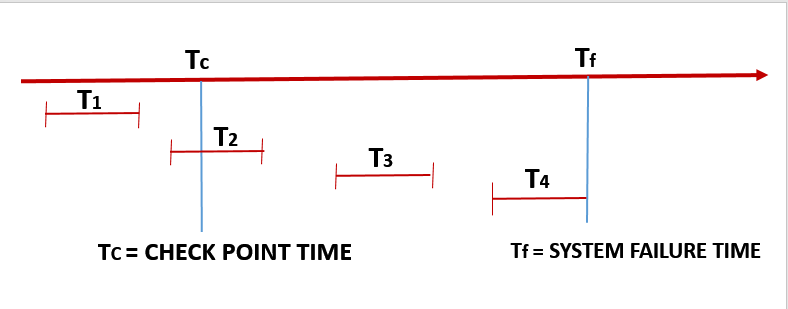 Tc Tf
T1
T2
T3
T4
Tc = CHECK POINT TIME Tf = SYSTEM FAILURE TIME